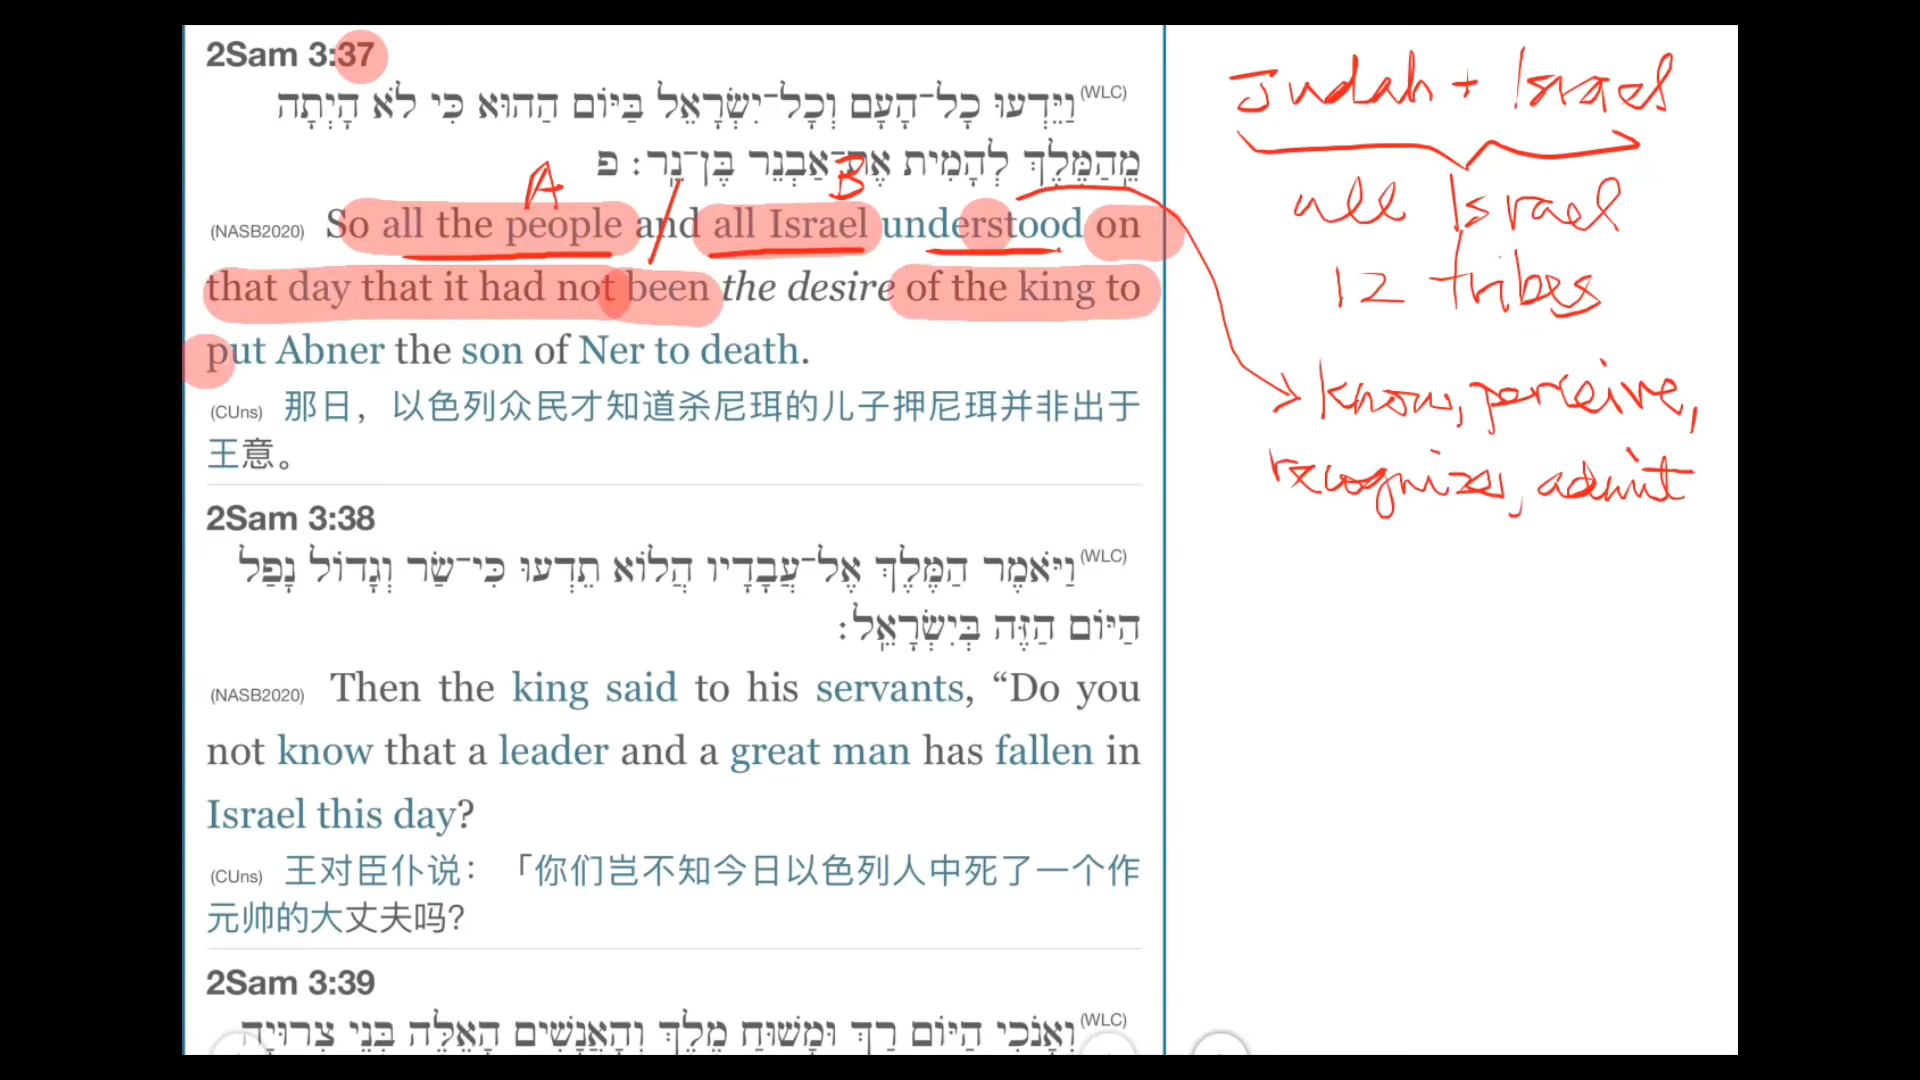 2Sam 3:37
(WLC) וַיֵּדְעוּ כָל־הָעָם וְכָל־יִשְׂרָאֵל בַּיּוֹם הַהוּא כִּי לֹא הָיְתָה
מֵהַמֶּלֶךְ לְהָמִית אֶת־אַבְנֵר בֶּן־נֵר׃ פ
A B
(NASB2020) So all the people and all Israel understood on
that day that it had not been the desire of the king to
put Abner the son of Ner to death.
(CUns) 那日，以色列众民才知道杀尼珥的儿子押尼珥并非出于
王意。
2Sam 3:38
(WLC) וַיֹּאמֶר הַמֶּלֶךְ אֶל־עֲבָדָיו הֲלוֹא תֵדְעוּ כִּי־שַׂר וְגָדוֹל נָפַל
הַיּוֹם הַזֶּה בְּיִשְׂרָאֵל׃
(NASB2020) Then the king said to his servants, “Do you
not know that a leader and a great man has fallen in
Israel this day?
(CUns) 王对臣仆说：「你们岂不知今日以色列人中死了一个作
元帅的大丈夫吗?
2Sam 3:39
(WLC) וְאָנֹכִי הַיּוֹם רַךְ וּמָשׁוּחַ מֶלֶךְ וְהָאֲנָשִׁים הָאֵלֶּה בְּנֵי צְרוּיָה
Judah + Israel
all Israel
12 tribes
know, perceive,
recognize, admit